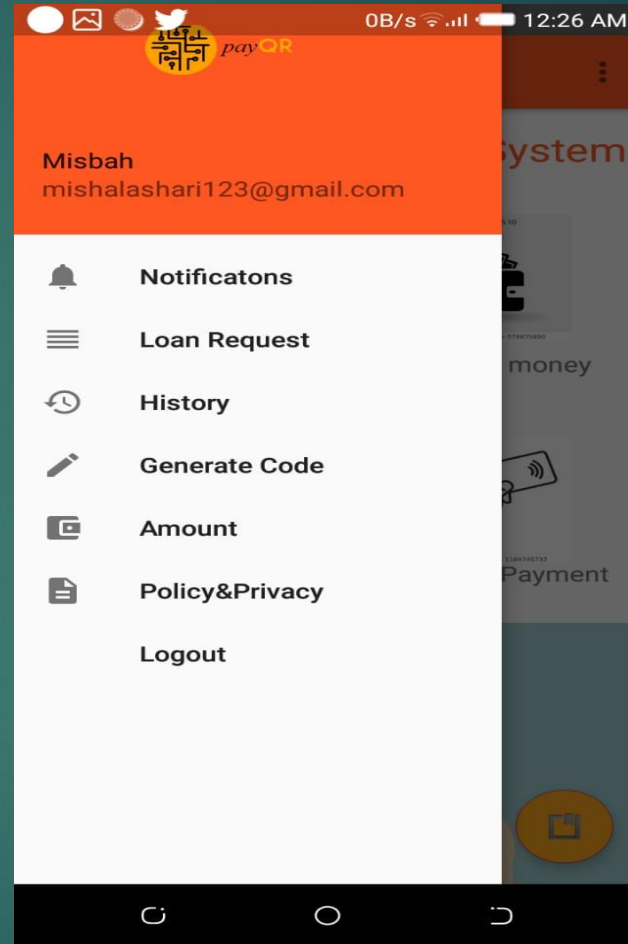 0B/s 12:26 AM
payQR
System
Misbah
mishalashari123@gmail.com
Notificatons
Loan Request
money
History
Generate Code
Amount
Payment
Policy&Privacy
Logout